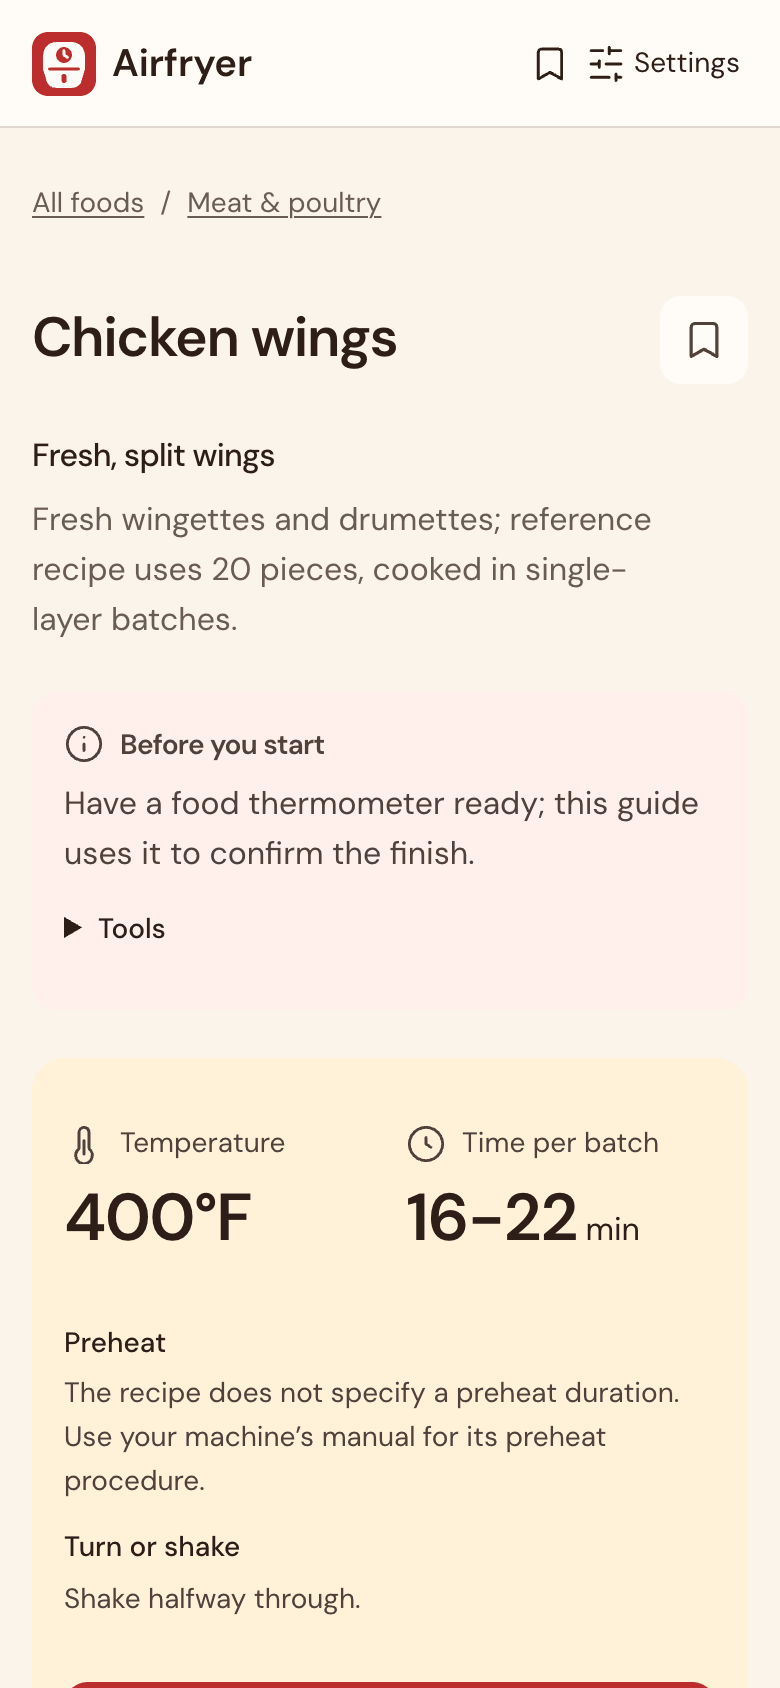 Airfryer
Settings
All foods / Meat & poultry
Chicken wings
Fresh, split wings
Fresh wingettes and drumettes; reference
recipe uses 20 pieces, cooked in single-
layer batches.
Before you start
Have a food thermometer ready; this guide
uses it to confirm the finish.
Tools
Temperature
400°F
Time per batch
16–22 min
Preheat
The recipe does not specify a preheat duration.
Use your machine’s manual for its preheat
procedure.
Turn or shake
Shake halfway through.